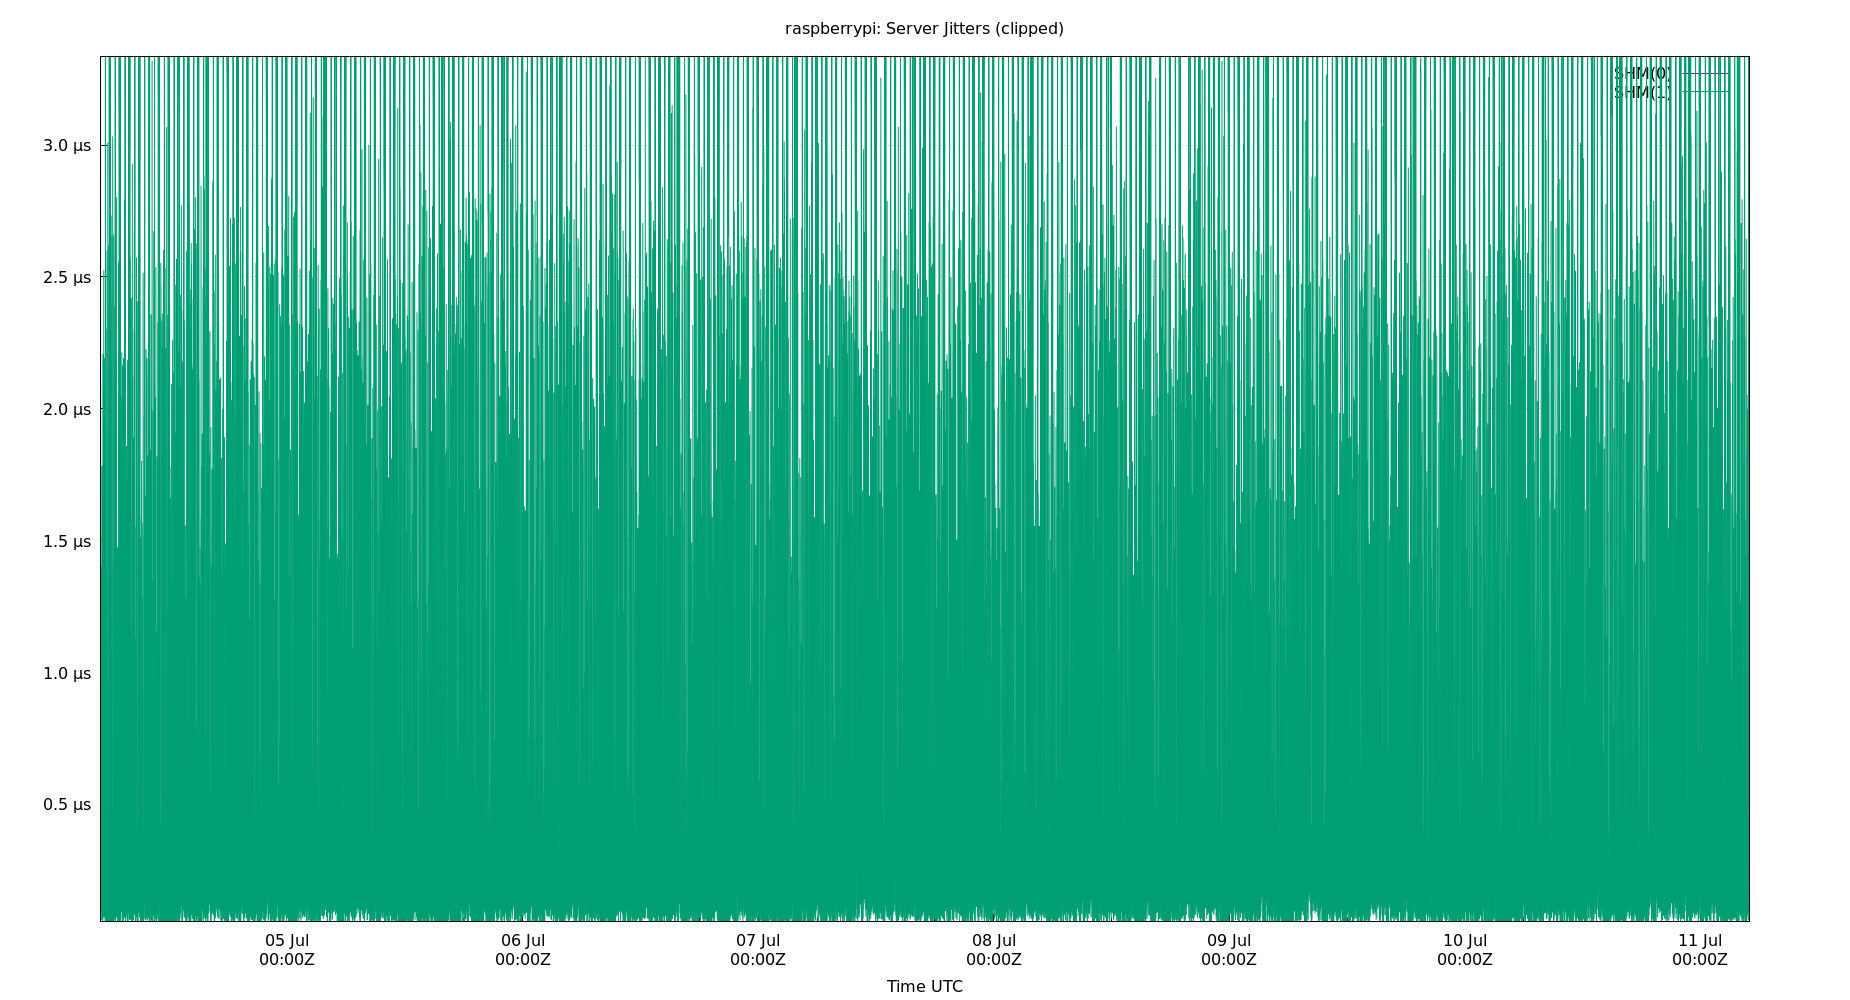 raspberrypi: Server Jitters (clipped)
SHM(0)
SHM(1)
3.0 µs
2.5 µs
2.0 µs
1.5 µs
1.0 µs
0.5 µs
05 Jul 06 Jul 07 Jul 08 Jul 09 Jul 10 Jul 11 Jul
00:00Z 00:00Z 00:00Z 00:00Z 00:00Z 00:00Z 00:00Z
Time UTC